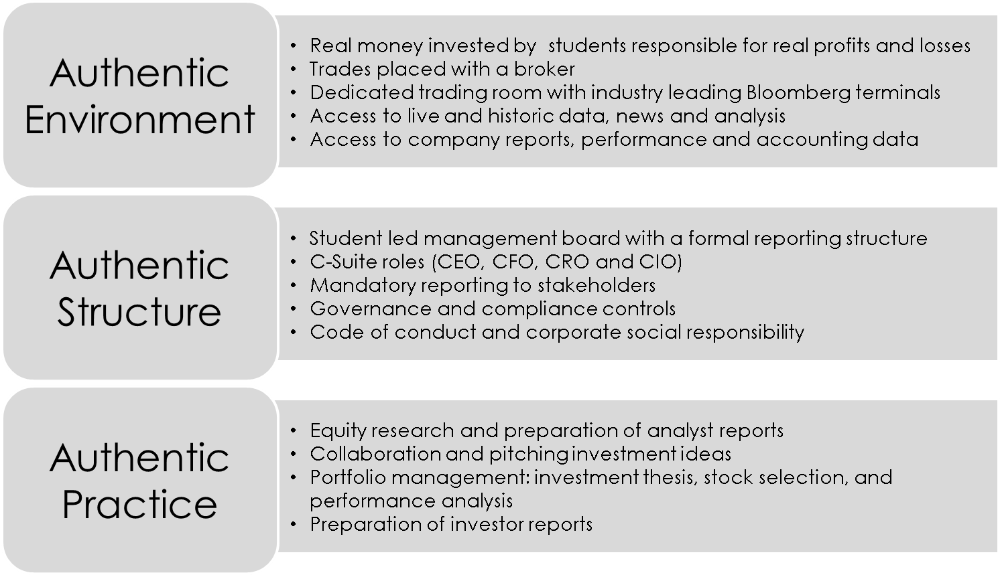 Authentic
Environment
• Real money invested by students responsible for real profits and losses
• Trades placed with a broker
• Dedicated trading room with industry leading Bloomberg terminals
• Access to live and historic data, news and analysis
• Access to company reports, performance and accounting data
Authentic
Structure
• Student led management board with a formal reporting structure
• C-Suite roles (CEO, CFO, CRO and CIO)
• Mandatory reporting to stakeholders
• Governance and compliance controls
• Code of conduct and corporate social responsibility
Authentic
Practice
• Equity research and preparation of analyst reports
• Collaboration and pitching investment ideas
• Portfolio management: investment thesis, stock selection, and
performance analysis
• Preparation of investor reports